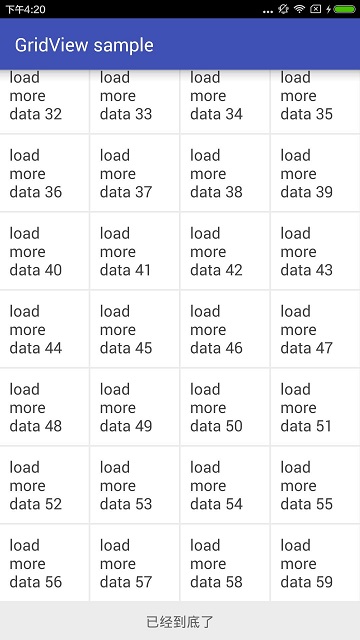 下午4:20
GridView sample
load more data 32
load more data 33
load more data 34
load more data 35
load more data 36
load more data 37
load more data 38
load more data 39
load more data 40
load more data 41
load more data 42
load more data 43
load more data 44
load more data 45
load more data 46
load more data 47
load more data 48
load more data 49
load more data 50
load more data 51
load more data 52
load more data 53
load more data 54
load more data 55
load more data 56
load more data 57
load more data 58
load more data 59
已经到底了